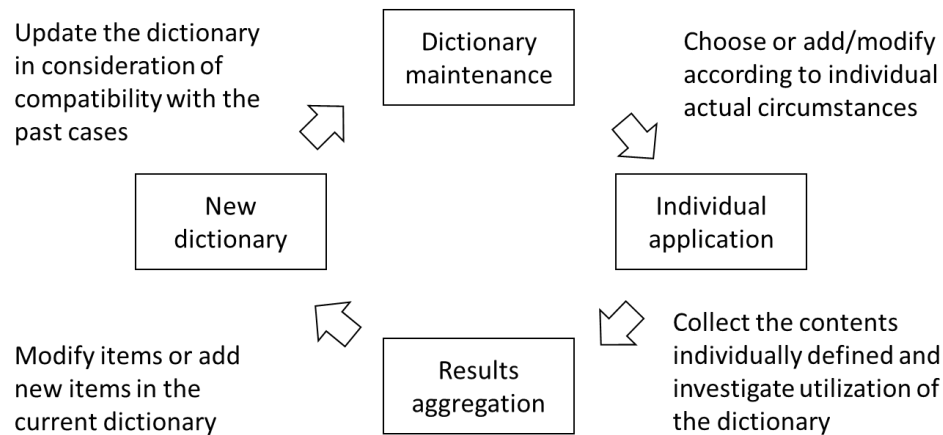 Update the dictionary
in consideration of
compatibility with the
past cases
Dictionary
maintenance
Choose or add/modify
according to individual
actual circumstances
New
dictionary
Individual
application
Modify items or add
new items in the
current dictionary
Results
aggregation
Collect the contents
individually defined and
investigate utilization of
the dictionary